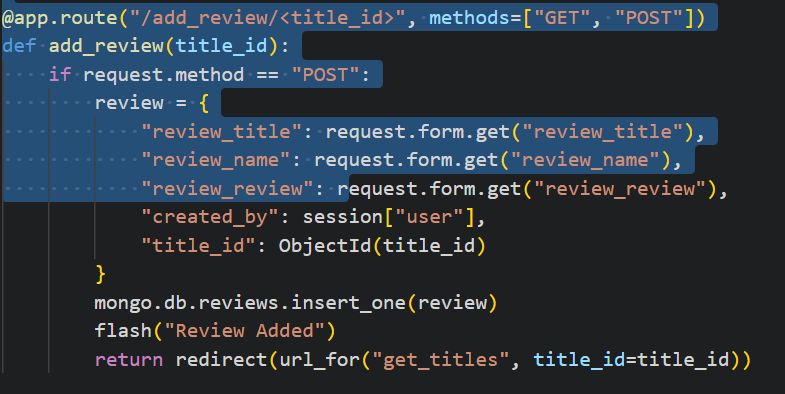 @app.route("/add_review/<title_id>", methods=["GET", "POST"])
def add_review(title_id):
    if request.method == "POST":
        review = {
            "review_title": request.form.get("review_title"),
            "review_name": request.form.get("review_name"),
            "review_review": request.form.get("review_review"),
            "created_by": session["user"],
            "title_id": ObjectId(title_id)
        }
        mongo.db.reviews.insert_one(review)
        flash("Review Added")
        return redirect(url_for("get_titles", title_id=title_id))